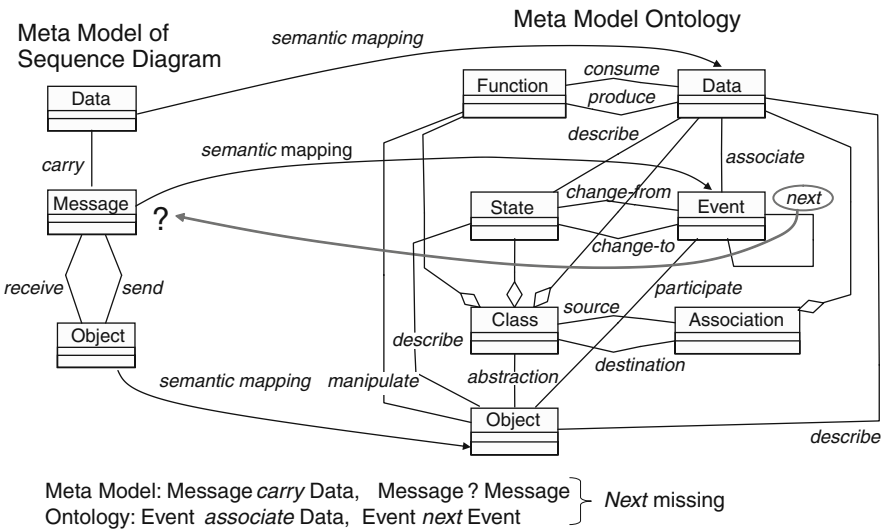 Meta Model of
Sequence Diagram
Meta Model Ontology
semantic mapping
Data
carry
semantic mapping
Message
?
receive
send
Object
semantic mapping
Function
consume
produce
Data
describe
associate
State
change-from
change-to
Event
next
participate
Class
source
destination
Association
describe
manipulate
abstraction
Object
describe
Meta Model: Message carry Data, Message ? Message
Ontology: Event associate Data, Event next Event
Next missing